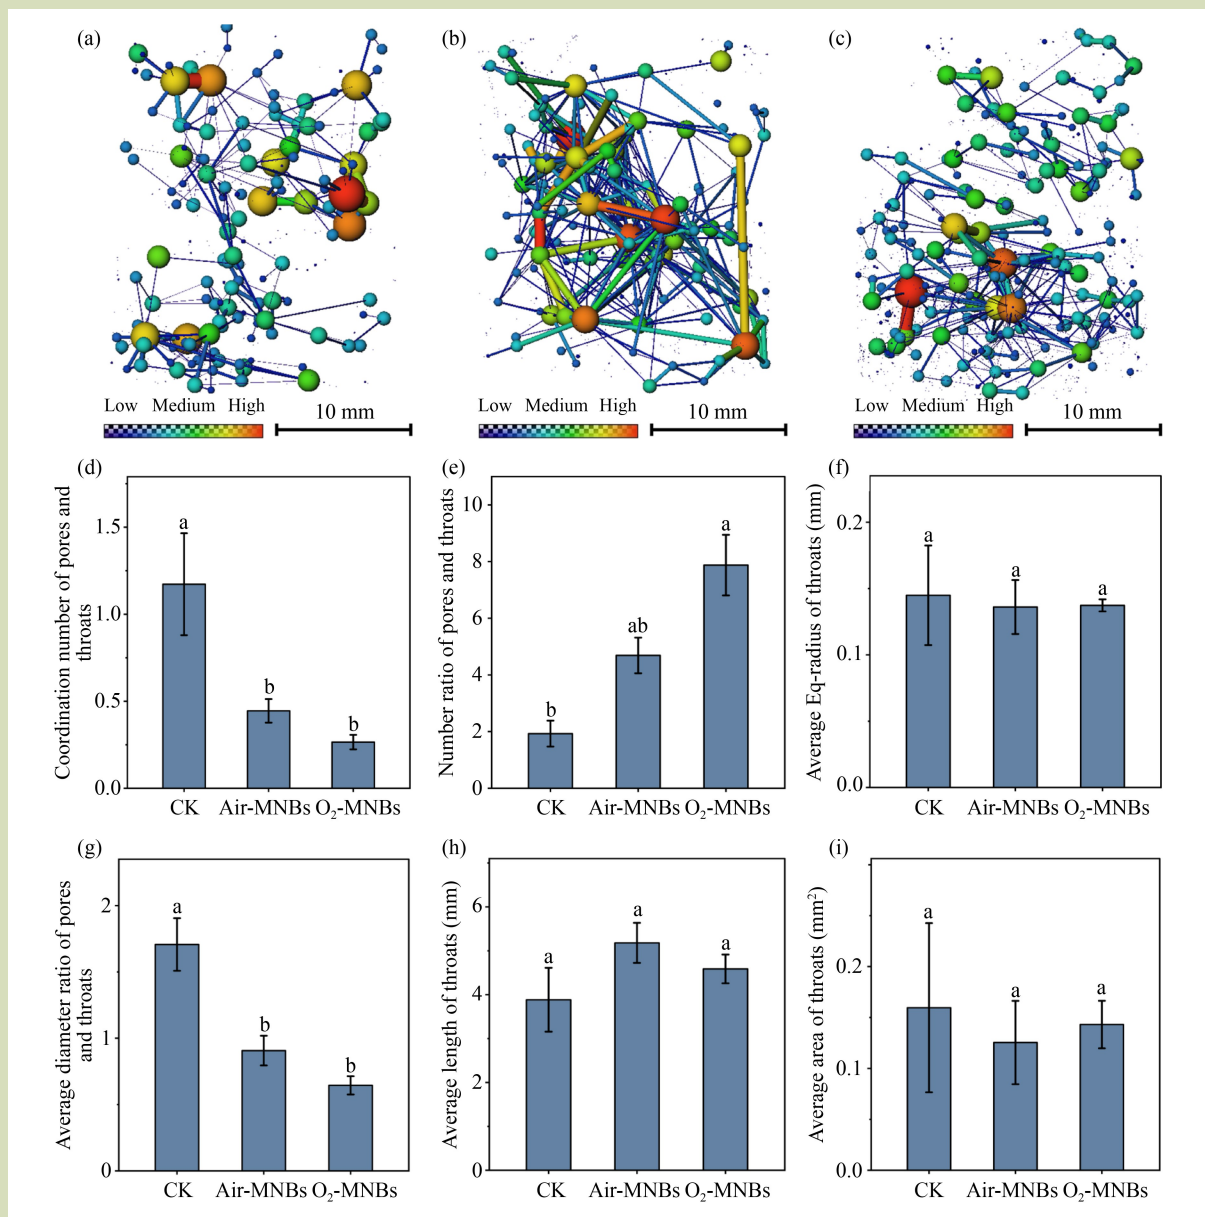 (a)
(b)
(c)
Low Medium High
10 mm
Low Medium High
10 mm
Low Medium High
10 mm
(d)
Coordination number of pores and
throats
1.5
1.0
0.5
0.0
a
b
b
CK Air-MNBs O₂-MNBs
(e)
Number ratio of pores and throats
10
8
6
4
2
0
b
ab
a
CK Air-MNBs O₂-MNBs
(f)
Average Eq-radius of throats (mm)
0.2
0.1
0.0
a
a
a
CK Air-MNBs O₂-MNBs
(g)
Average diameter ratio of pores
and throats
2
1
0
a
b
b
CK Air-MNBs O₂-MNBs
(h)
Average length of throats (mm)
6
4
2
0
a
a
a
CK Air-MNBs O₂-MNBs
(i)
Average area of throats (mm²)
0.2
0.1
0.0
a
a
a
CK Air-MNBs O₂-MNBs